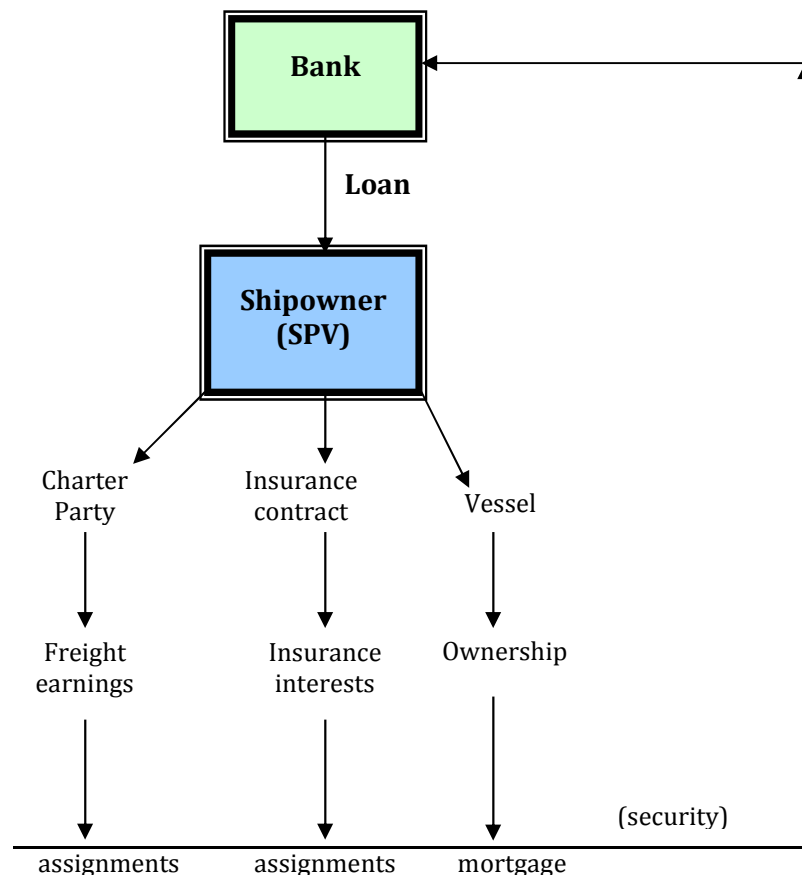 Bank
Loan
Shipowner
(SPV)
Charter
Party
Insurance
contract
Vessel
Freight
earnings
Insurance
interests
Ownership
(security)
assignments
assignments
mortgage